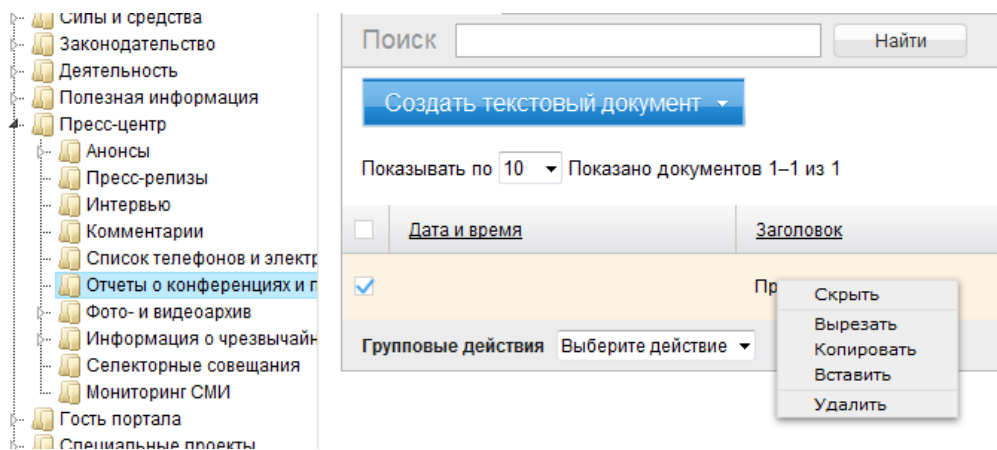 Силы и средства
Законодательство
Деятельность
Полезная информация
Пресс-центр
Анонсы
Пресс-релизы
Интервью
Комментарии
Список телефонов и электр
Отчеты о конференциях и п
Фото- и видеоархив
Информация о чрезвычайн
Селекторные совещания
Мониторинг СМИ
Гость портала
Специальные проекты
Поиск
Найти
Создать текстовый документ
Показывать по 10 Показано документов 1–1 из 1
Дата и время Заголовок
Пр
Групповые действия Выберите действие
Скрыть
Вырезать
Копировать
Вставить
Удалить